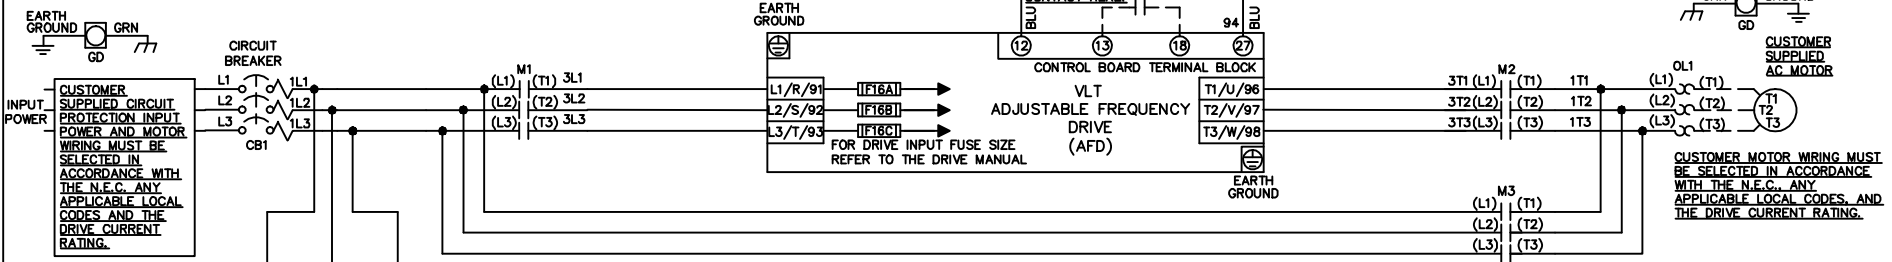 EARTH
GROUND
GRN
GD
CIRCUIT
BREAKER
INPUT
POWER
CUSTOMER
SUPPLIED CIRCUIT
PROTECTION INPUT
POWER AND MOTOR
WIRING MUST BE
SELECTED IN
ACCORDANCE WITH
THE N.E.C. ANY
APPLICABLE LOCAL
CODES AND THE
DRIVE CURRENT
RATING.
L1 1L1
L2 1L2
L3 1L3
CB1
M1
(L1) (T1) 3L1
(L2) (T2) 3L2
(L3) (T3) 3L3
EARTH
GROUND
BLU
94
BLU
12 13 18 27
CONTROL BOARD TERMINAL BLOCK
L1/R/91 F16A
L2/S/92 F16B
L3/T/93 F16C
FOR DRIVE INPUT FUSE SIZE
REFER TO THE DRIVE MANUAL
VLT
ADJUSTABLE FREQUENCY
DRIVE
(AFD)
T1/U/96
T2/V/97
T3/W/98
EARTH
GROUND
M2
3T1 (L1) (T1) 1T1
3T2(L2) (T2) 1T2
3T3(L3) (T3) 1T3
M3
(L1) (T1)
(L2) (T2)
(L3) (T3)
GD
CUSTOMER
SUPPLIED
AC MOTOR
OL1
(L1) (T1)
(L2) (T2)
(L3) (T3)
T1
T2
T3
CUSTOMER MOTOR WIRING MUST
BE SELECTED IN ACCORDANCE
WITH THE N.E.C., ANY
APPLICABLE LOCAL CODES, AND
THE DRIVE CURRENT RATING.